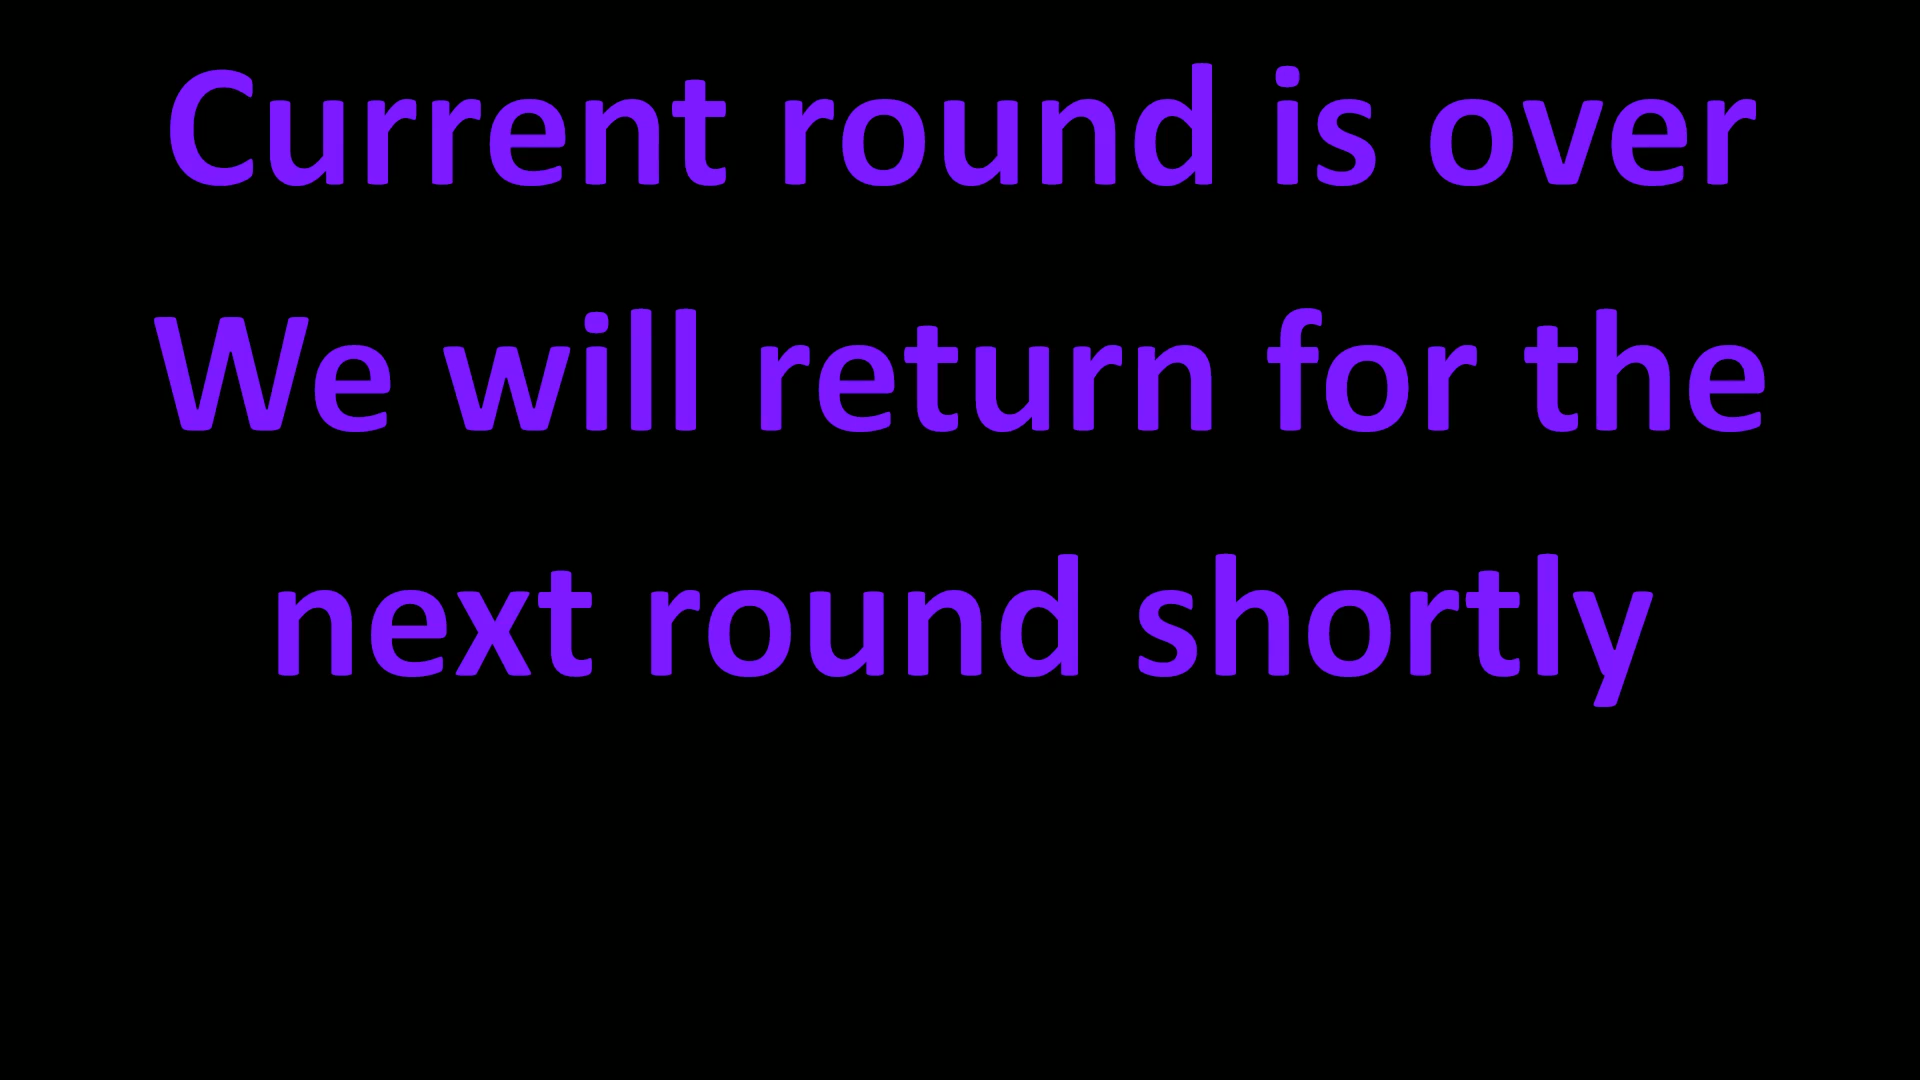 Current round is over
We will return for the
next round shortly